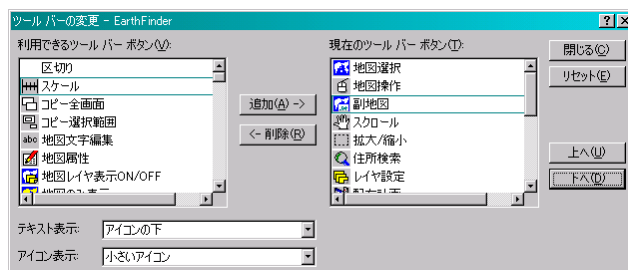 ツール バーの変更 - EarthFinder
利用できるツール バー ボタン(V):
区切り
スケール
コピー全画面
コピー選択範囲
abc 地図文字編集
地図属性
地図レイヤ表示ON/OFF
追加(A) ->
<- 削除(R)
現在のツール バー ボタン(T):
地図選択
地図操作
副地図
スクロール
拡大/縮小
住所検索
レイヤ設定
閉じる(C)
リセット(E)
上へ(U)
下へ(D)
テキスト表示:
アイコンの下
アイコン表示:
小さいアイコン